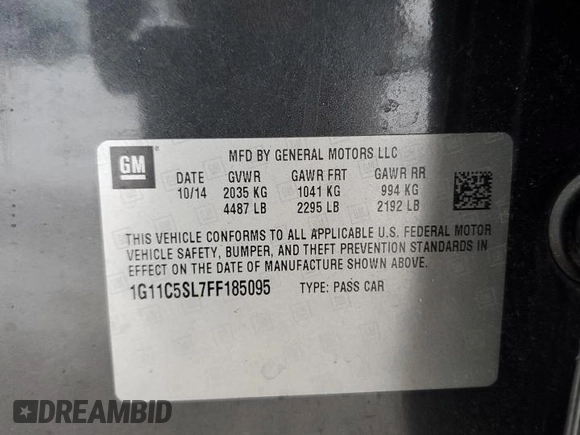 GM
MFD BY GENERAL MOTORS LLC
DATE GVWR GAWR FRT GAWR RR
10/14 2035 KG 1041 KG 994 KG
4487 LB 2295 LB 2192 LB
THIS VEHICLE CONFORMS TO ALL APPLICABLE U.S. FEDERAL MOTOR
VEHICLE SAFETY, BUMPER, AND THEFT PREVENTION STANDARDS IN
EFFECT ON THE DATE OF MANUFACTURE SHOWN ABOVE.
1G11C5SL7FF185095 TYPE: PASS CAR
DREAMBID